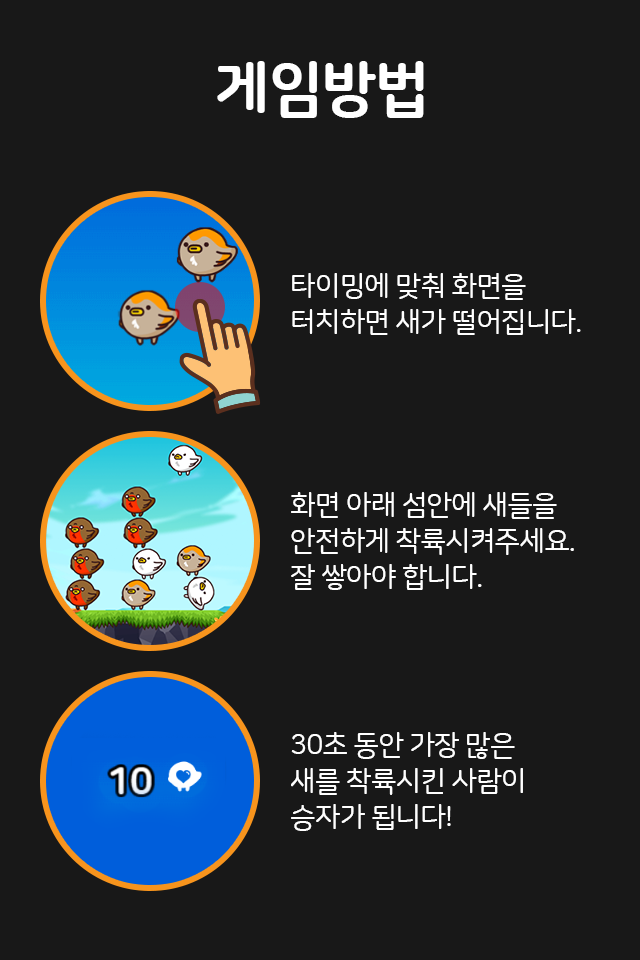 게임방법
타이밍에 맞춰 화면을
터치하면 새가 떨어집니다.
화면 아래 섬안에 새들을
안전하게 착륙시켜주세요.
잘 쌓아야 합니다.
10
30초 동안 가장 많은
새를 착륙시킨 사람이
승자가 됩니다!